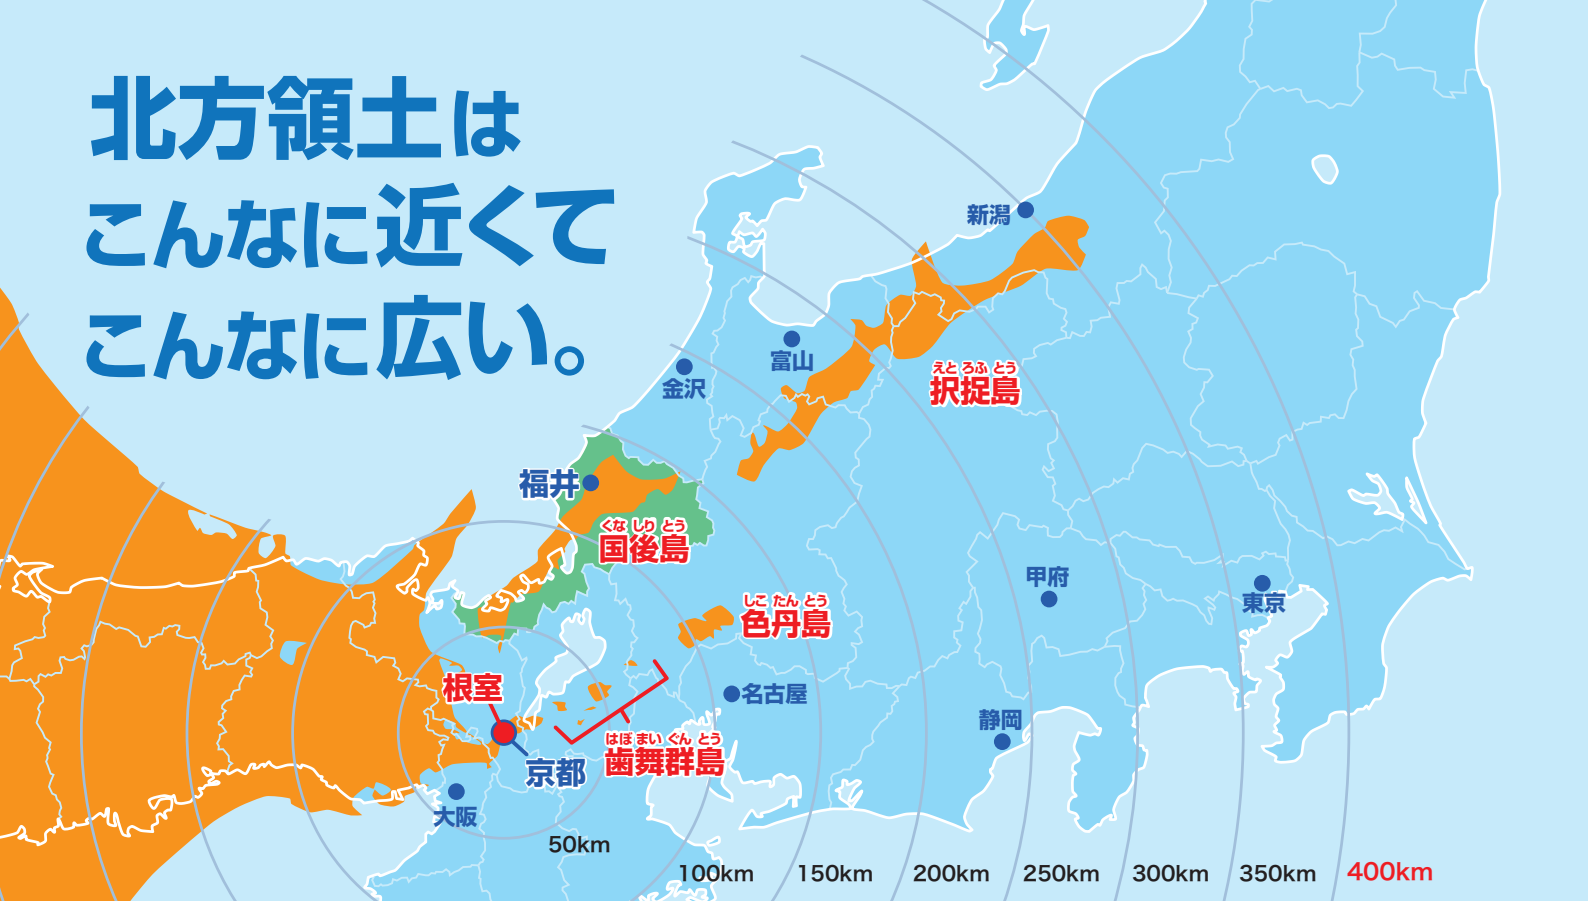 北方領土は
こんなに近くて
こんなに広い。
新潟
富山
金沢
えとろふとう
択捉島
福井
くなしりとう
国後島
しこたんとう
色丹島
甲府
東京
根室
名古屋
静岡
はぼまいぐんとう
歯舞群島
京都
大阪
50km
100km
150km
200km
250km
300km
350km
400km